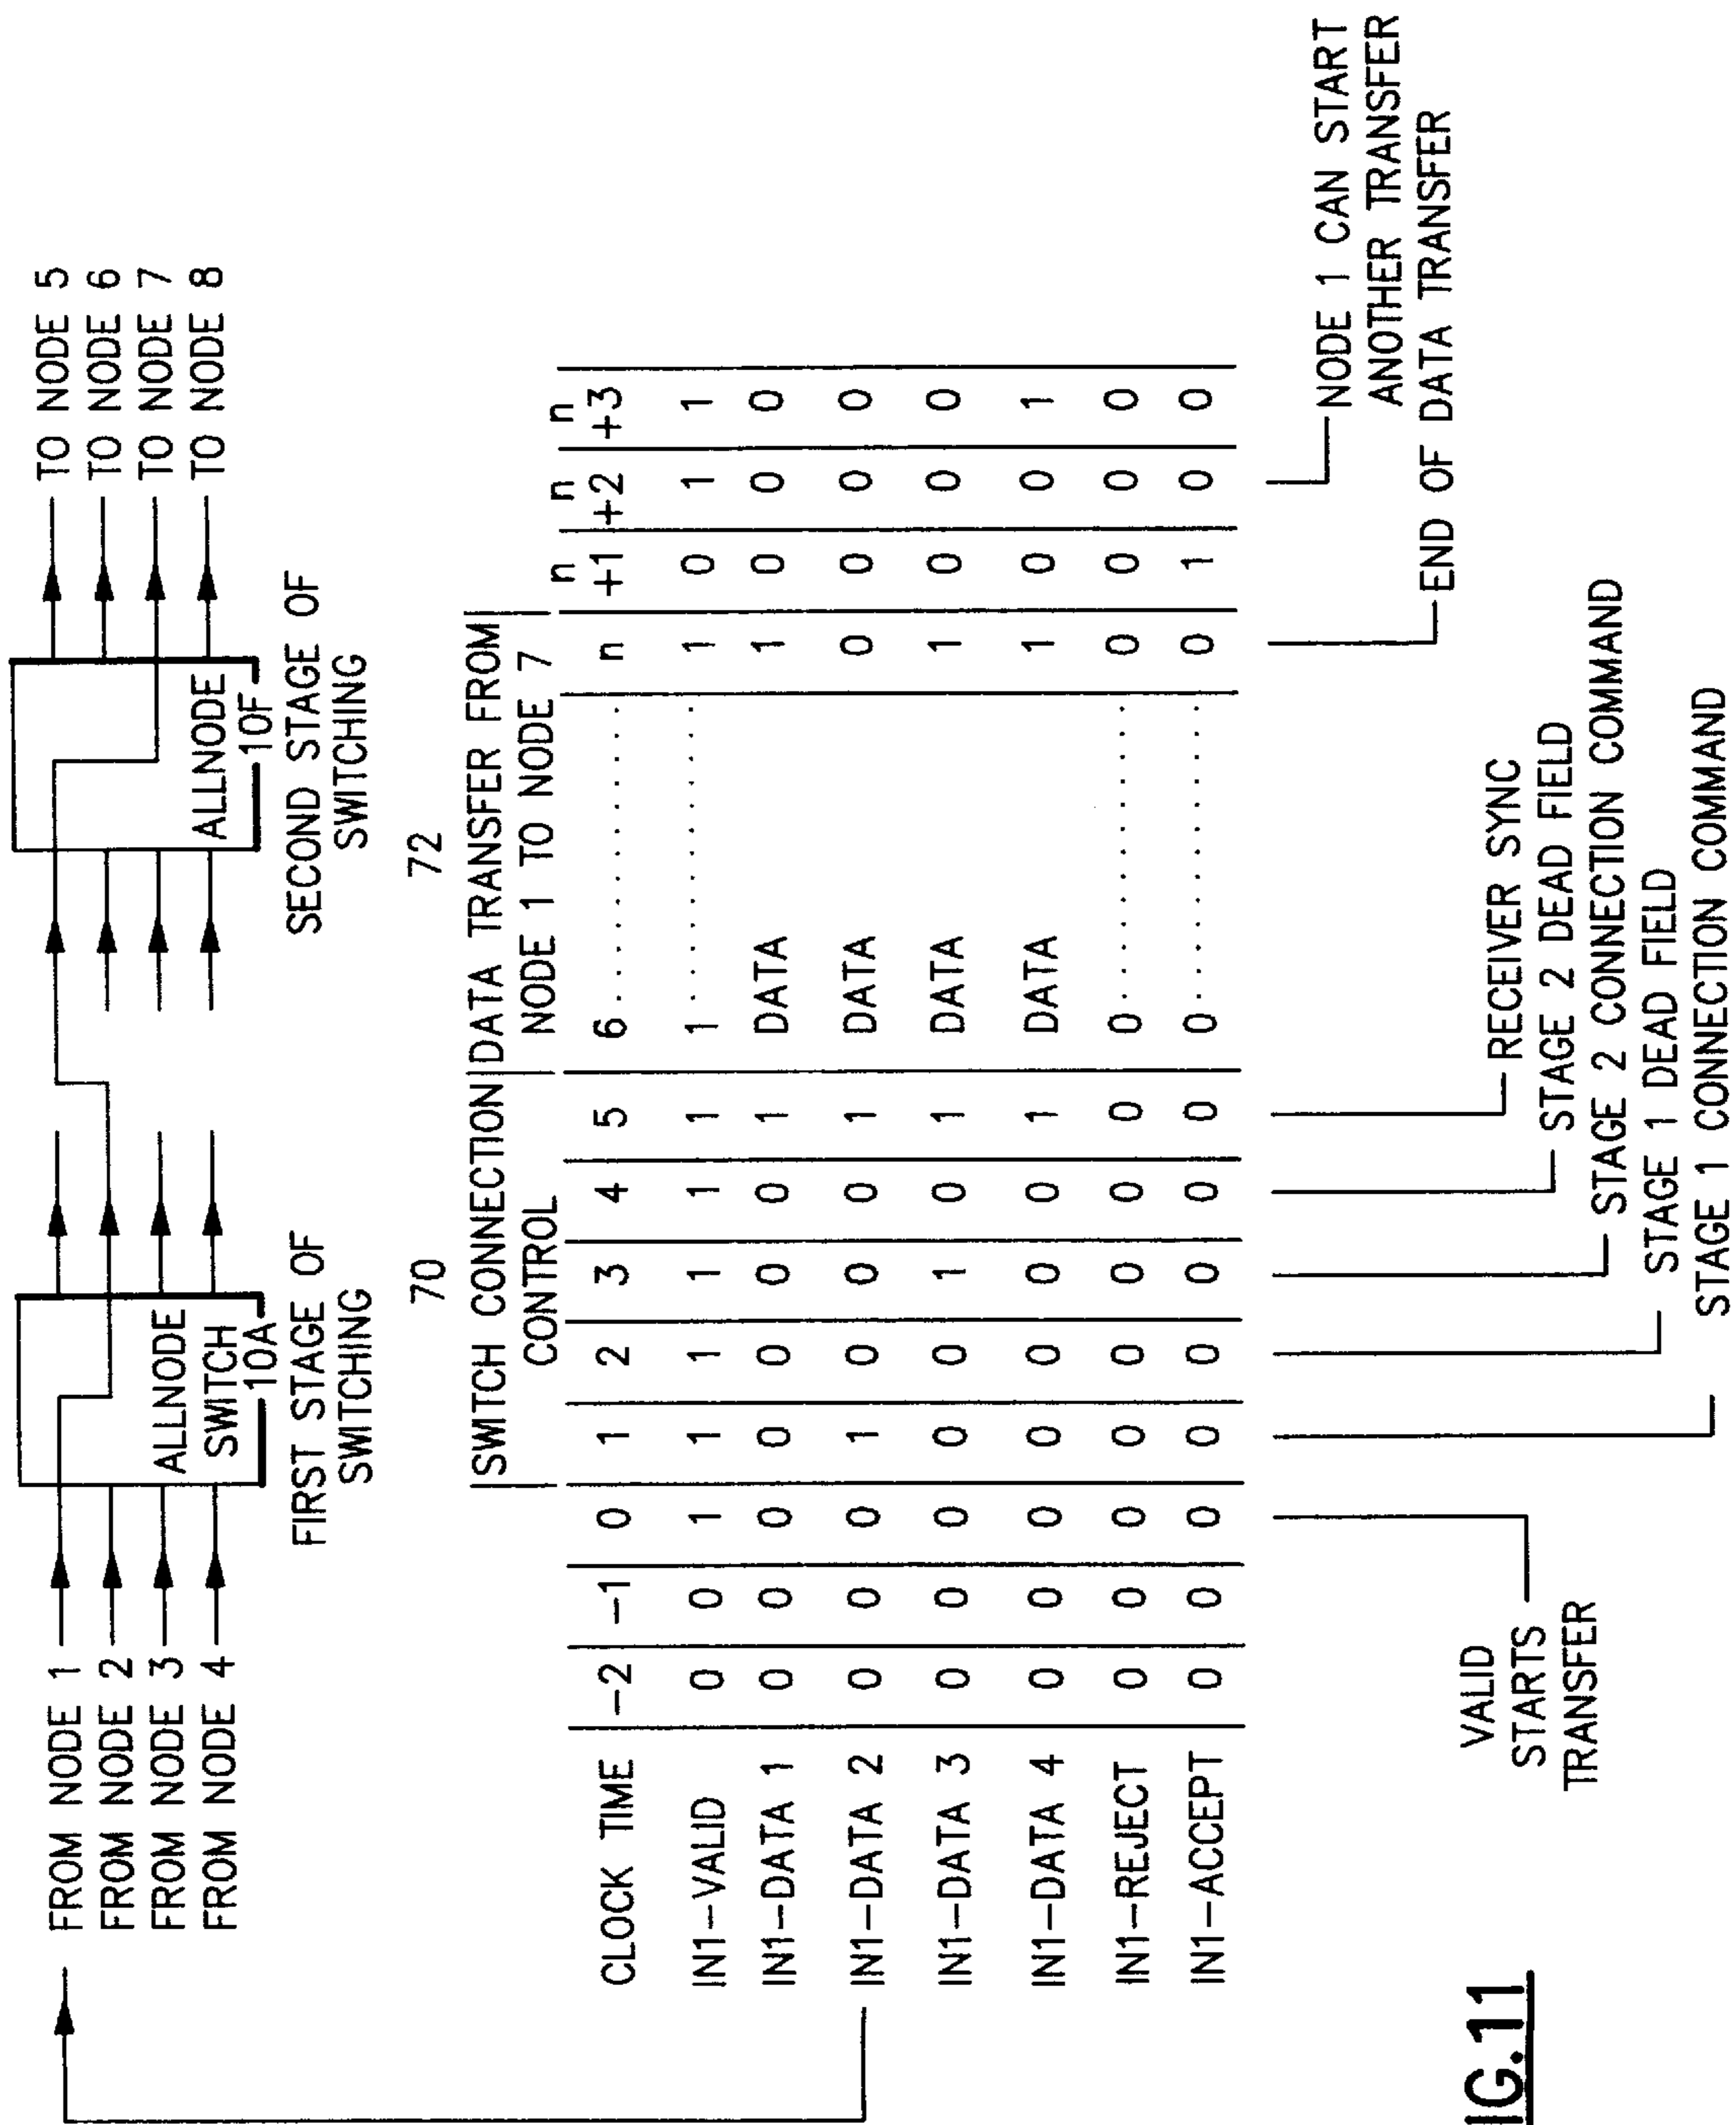 FROM NODE 1
FROM NODE 2
FROM NODE 3
FROM NODE 4
ALLNODE
SWITCH
10A
FIRST STAGE OF
SWITCHING
ALLNODE
10F
SECOND STAGE OF
SWITCHING
TO NODE 5
TO NODE 6
TO NODE 7
TO NODE 8
70
72
SWITCH CONNECTION
CONTROL
DATA TRANSFER FROM
NODE 1 TO NODE 7
n n n
CLOCK TIME -2 -1 0 1 2 3 4 5 6.............. n +1 +2 +3
IN1-VALID 0 0 1 1 1 1 1 1 1.............. 1 0 1 1
IN1-DATA 1 0 0 0 0 0 0 0 1 DATA 1 0 0 0
IN1-DATA 2 0 0 0 1 0 0 0 1 DATA 0 0 0 0
IN1-DATA 3 0 0 0 0 0 1 0 1 DATA 1 0 0 0
IN1-DATA 4 0 0 0 0 0 0 0 1 DATA 1 0 0 1
IN1-REJECT 0 0 0 0 0 0 0 0 0.............. 0 0 0 0
IN1-ACCEPT 0 0 0 0 0 0 0 0 0.............. 0 1 0 0
VALID
STARTS
TRANSFER
NODE 1 CAN START
ANOTHER TRANSFER
END OF DATA TRANSFER
RECEIVER SYNC
STAGE 2 DEAD FIELD
STAGE 2 CONNECTION COMMAND
STAGE 1 DEAD FIELD
STAGE 1 CONNECTION COMMAND
IG.11